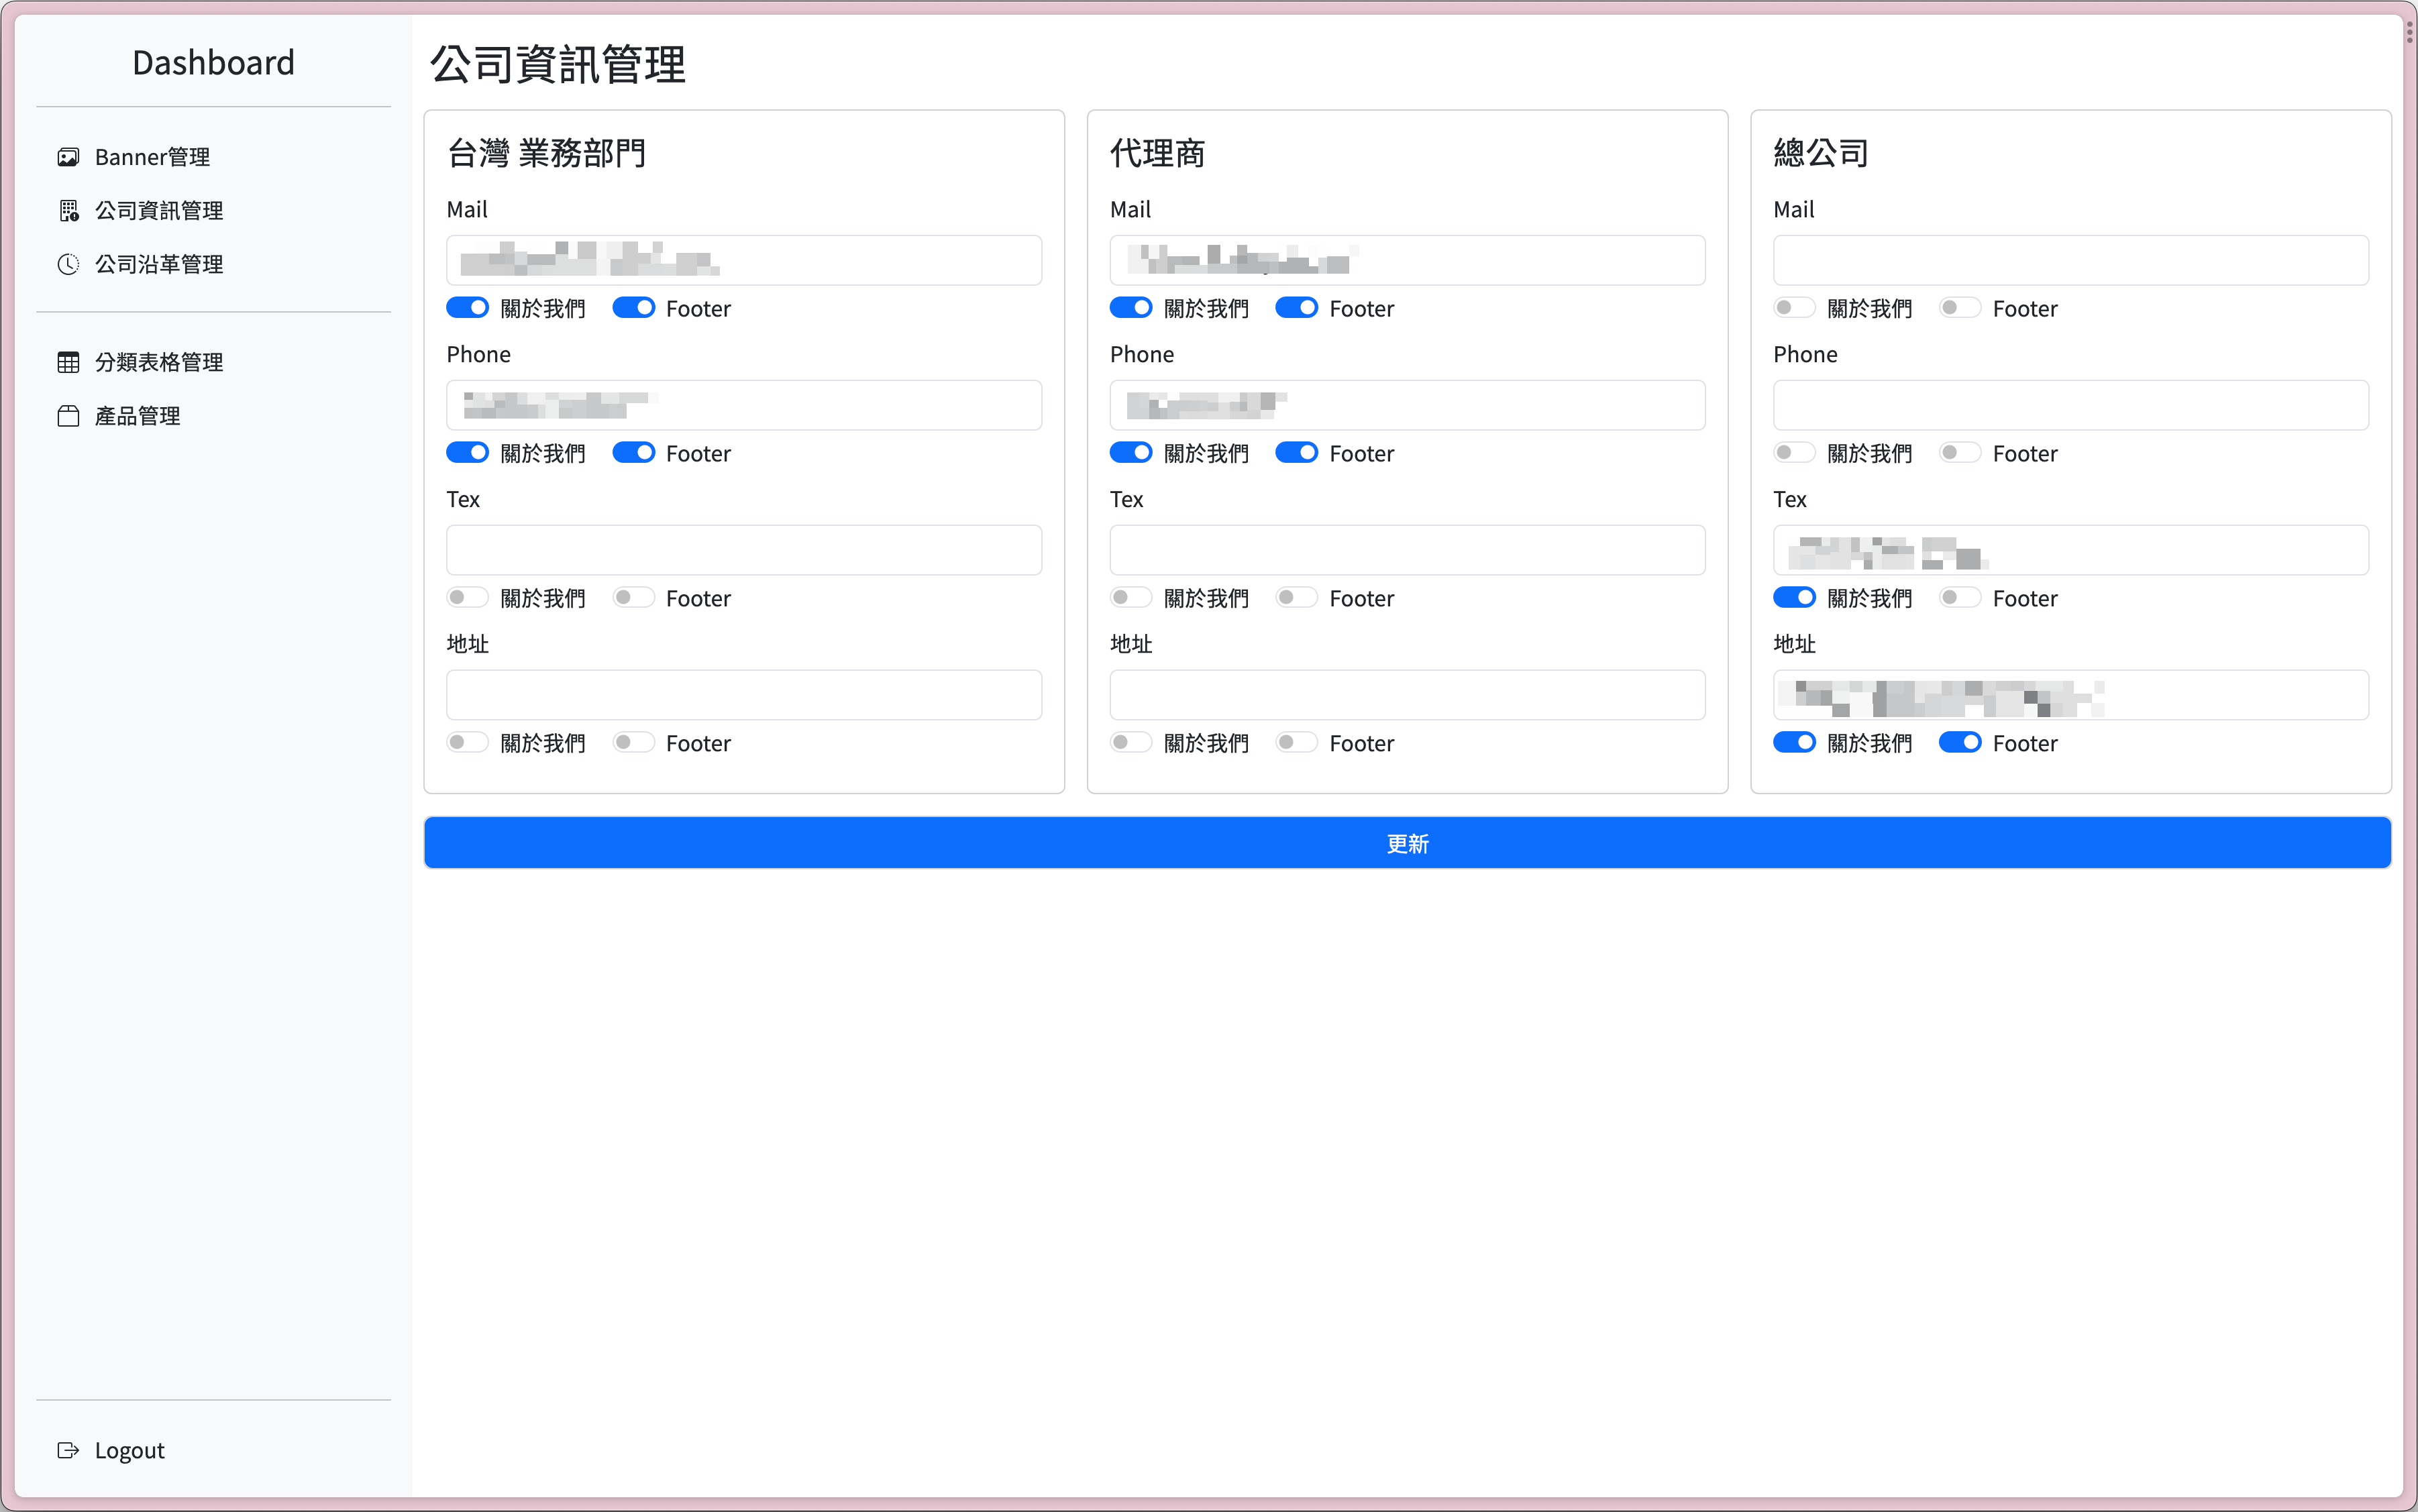 Dashboard
Banner管理
公司資訊管理
公司沿革管理
分類表格管理
產品管理
Logout
公司資訊管理
台灣 業務部門
Mail
關於我們 Footer
Phone
關於我們 Footer
Tex
關於我們 Footer
地址
關於我們 Footer
代理商
Mail
關於我們 Footer
Phone
關於我們 Footer
Tex
關於我們 Footer
地址
關於我們 Footer
總公司
Mail
關於我們 Footer
Phone
關於我們 Footer
Tex
關於我們 Footer
地址
關於我們 Footer
更新